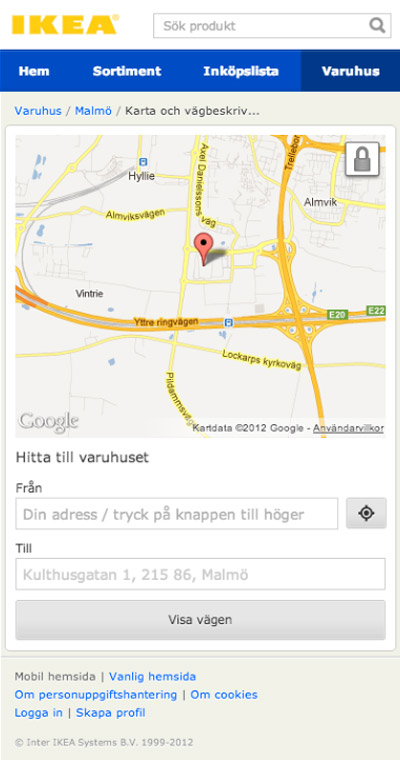 IKEA®
Sök produkt
Hem Sortiment Inköpslista Varuhus
Varuhus / Malmö / Karta och vägbeskriv...
Hyllie
Axel Danielssons väg
Trelleborg
Almviksvägen
Almvik
Vintrie
E20
E22
Yttre ringvägen
Lockarps kyrkoväg
Pildammsväg
Google
Kartdata ©2012 Google - Användarvillkor
Hitta till varuhuset
Från
Din adress / tryck på knappen till höger
Till
Kulthusgatan 1, 215 86, Malmö
Visa vägen
Mobil hemsida | Vanlig hemsida
Om personuppgiftshantering | Om cookies
Logga in | Skapa profil
© Inter IKEA Systems B.V. 1999-2012